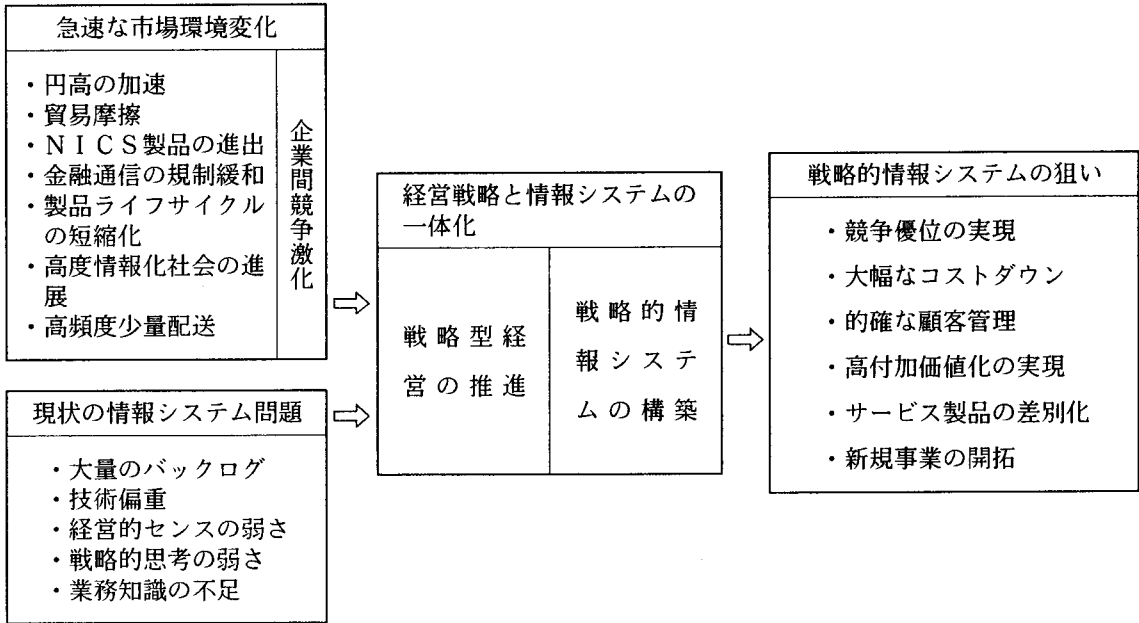 急速な市場環境変化
・円高の加速
・貿易摩擦
・NICS製品の進出
・金融通信の規制緩和
・製品ライフサイクル
の短縮化
・高度情報化社会の進
展
・高頻度少量配送
企業間競争激化
現状の情報システム問題
・大量のバックログ
・技術偏重
・経営的センスの弱さ
・戦略的思考の弱さ
・業務知識の不足
経営戦略と情報システムの
一体化
戦略型経
営の推進
戦略的情
報システ
ムの構築
戦略的情報システムの狙い
・競争優位の実現
・大幅なコストダウン
・的確な顧客管理
・高付加価値化の実現
・サービス製品の差別化
・新規事業の開拓